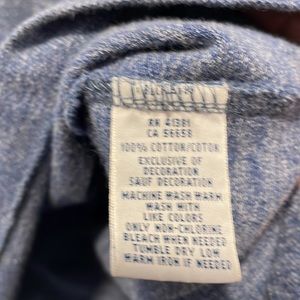 RN 41381
CA 56658
100% COTTON/COTON
EXCLUSIVE OF
DECORATION
SAUF DECORATION
MACHINE WASH WARM
WASH WITH
LIKE COLORS
ONLY NON-CHLORINE
BLEACH WHEN NEEDED
TUMBLE DRY LOW
WARM IRON IF NEEDED